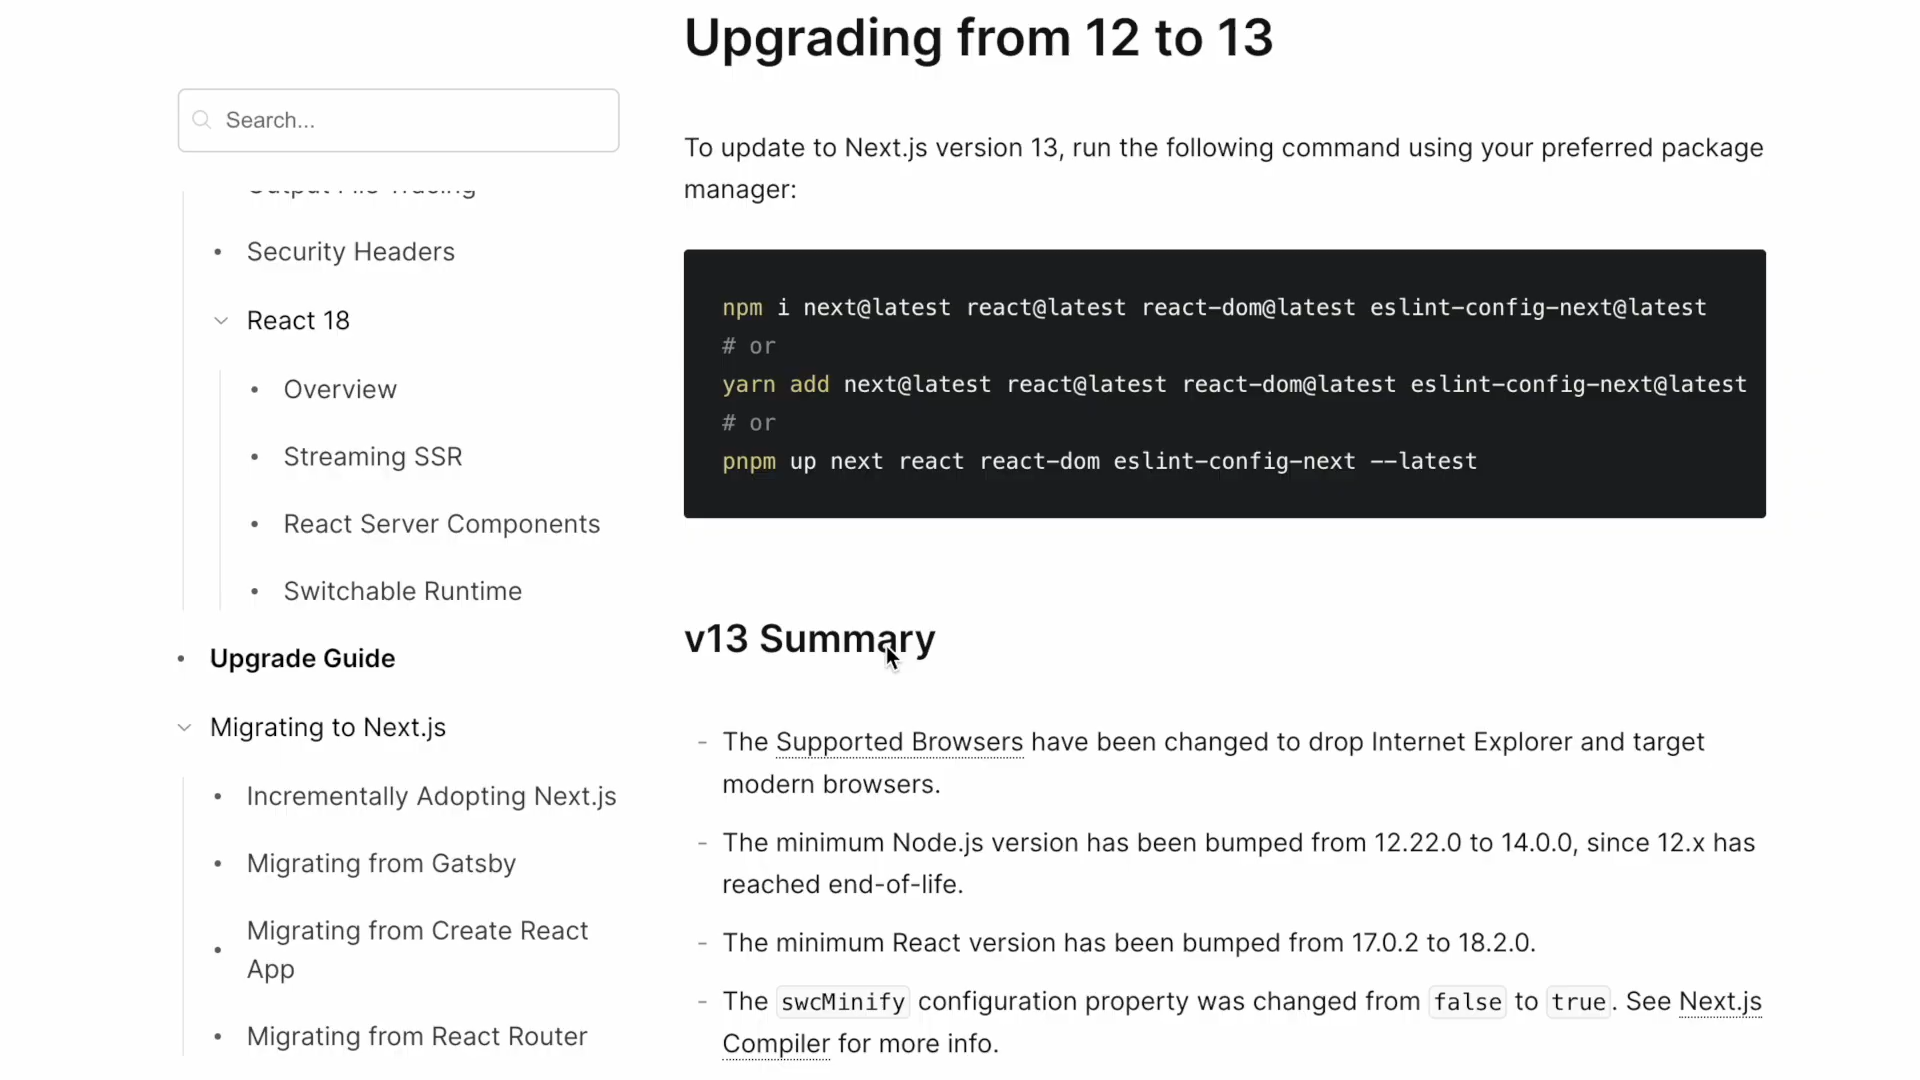 Upgrading from 12 to 13
Search...
Output File Tracing
Security Headers
React 18
Overview
Streaming SSR
React Server Components
Switchable Runtime
Upgrade Guide
Migrating to Next.js
Incrementally Adopting Next.js
Migrating from Gatsby
Migrating from Create React
App
Migrating from React Router
To update to Next.js version 13, run the following command using your preferred package
manager:
npm i next@latest react@latest react-dom@latest eslint-config-next@latest
# or
yarn add next@latest react@latest react-dom@latest eslint-config-next@latest
# or
pnpm up next react react-dom eslint-config-next --latest
v13 Summary
- The Supported Browsers have been changed to drop Internet Explorer and target
modern browsers.
- The minimum Node.js version has been bumped from 12.22.0 to 14.0.0, since 12.x has
reached end-of-life.
- The minimum React version has been bumped from 17.0.2 to 18.2.0.
- The swcMinify configuration property was changed from false to true. See Next.js
Compiler for more info.